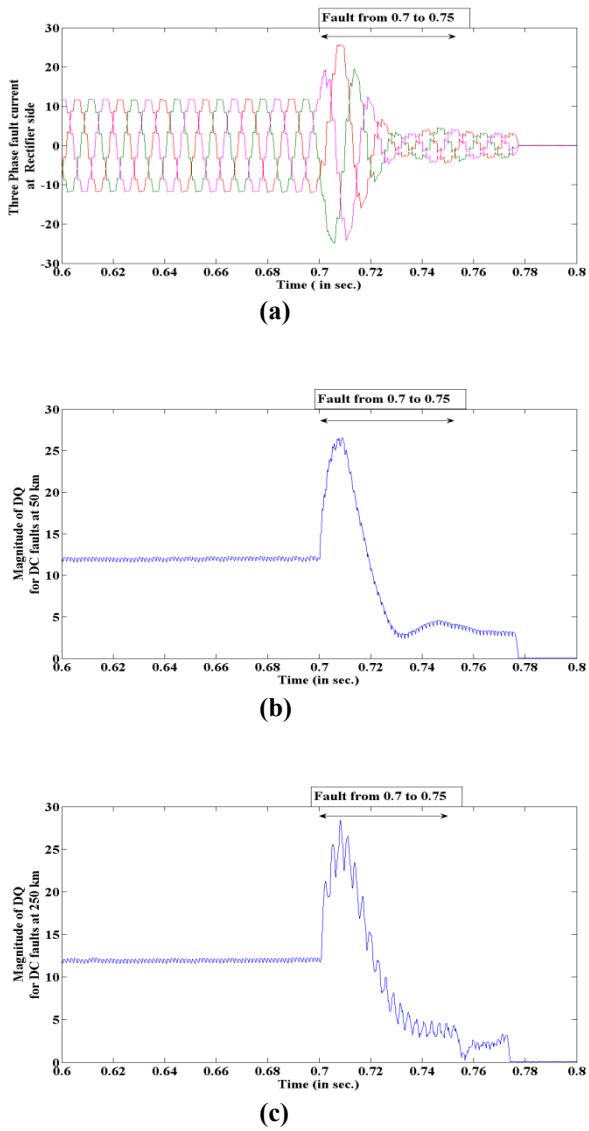 Fault from 0.7 to 0.75
Three Phase fault current
at Rectifier side
30
20
10
0
-10
-20
-30
0.6 0.62 0.64 0.66 0.68 0.7 0.72 0.74 0.76 0.78 0.8
Time ( in sec.)
(a)
Fault from 0.7 to 0.75
Magnitude of DQ
for DC faults at 50 km
30
25
20
15
10
5
0
0.6 0.62 0.64 0.66 0.68 0.7 0.72 0.74 0.76 0.78 0.8
Time (in sec.)
(b)
Fault from 0.7 to 0.75
Magnitude of DQ
for DC faults at 250 km
30
25
20
15
10
5
0
0.6 0.62 0.64 0.66 0.68 0.7 0.72 0.74 0.76 0.78 0.8
Time (in sec.)
(c)